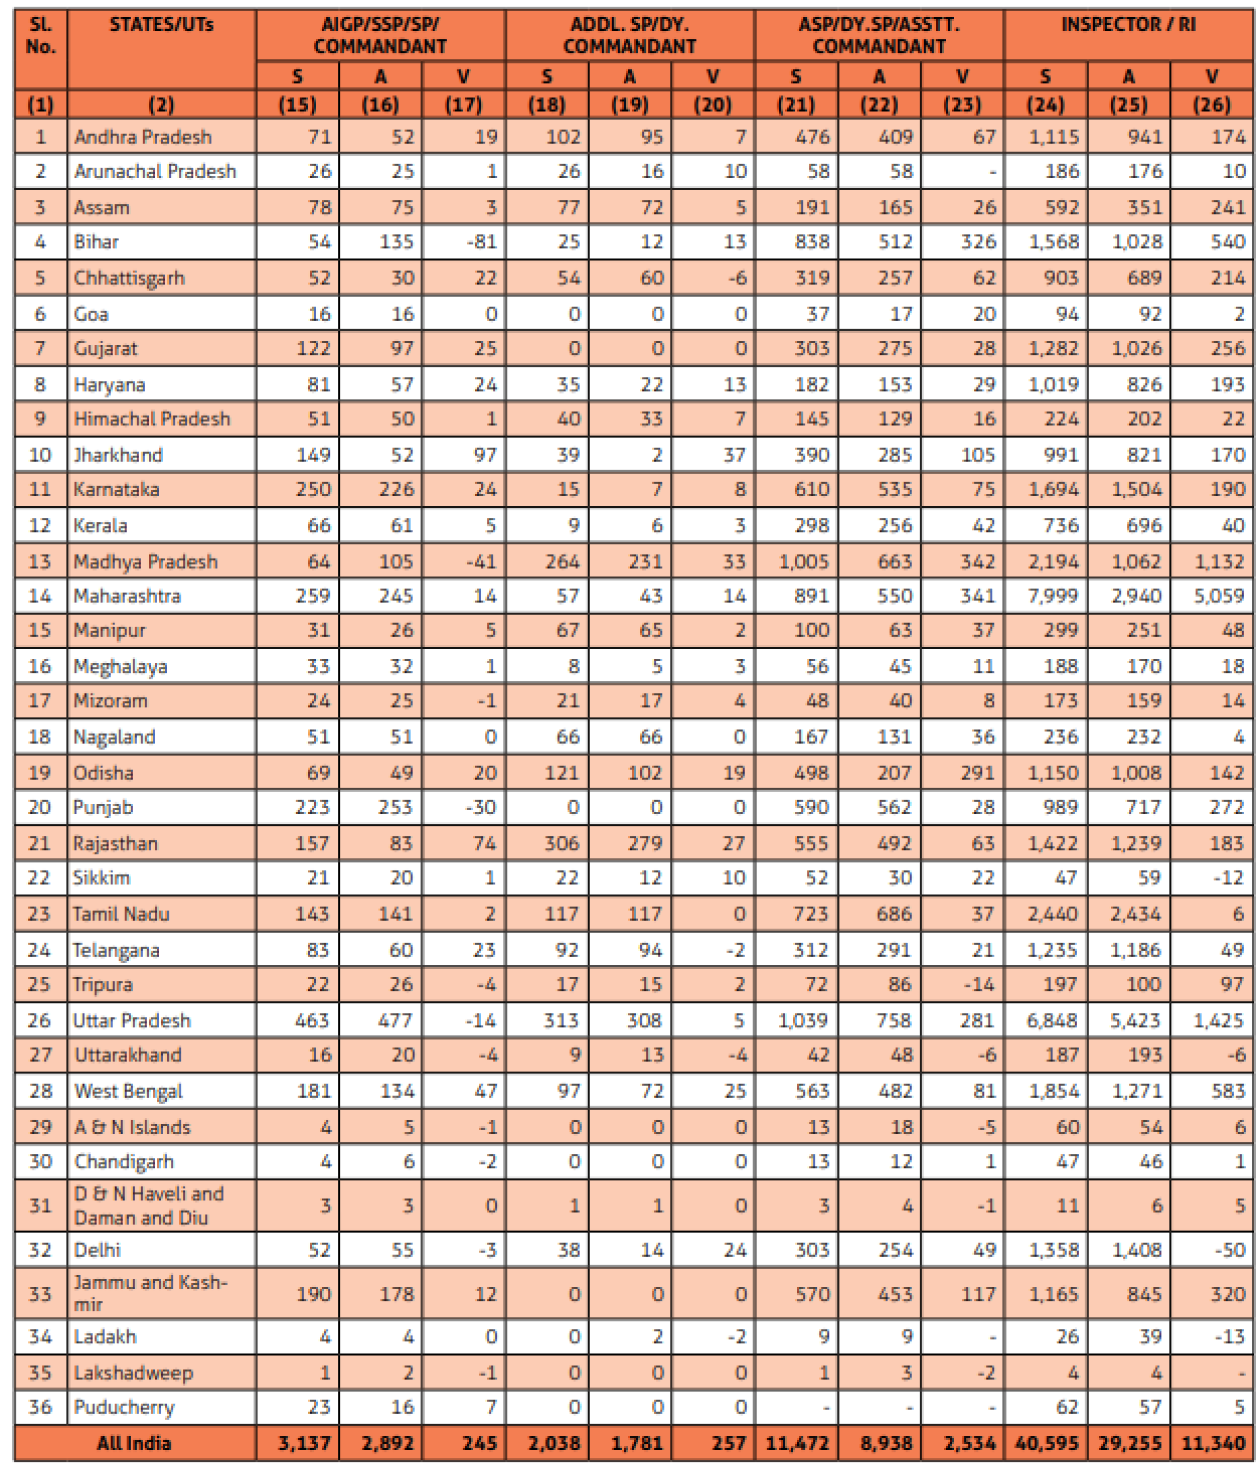 Sl. No. STATES/UTs AIGP/SSP/SP/ COMMANDANT ADDL. SP/DY. COMMANDANT ASP/DY.SP/ASSTT. COMMANDANT INSPECTOR / RI
S A V S A V S A V S A V
(1) (2) (15) (16) (17) (18) (19) (20) (21) (22) (23) (24) (25) (26)
1 Andhra Pradesh 71 52 19 102 95 7 476 409 67 1,115 941 174
2 Arunachal Pradesh 26 25 1 26 16 10 58 58 - 186 176 10
3 Assam 78 75 3 77 72 5 191 165 26 592 351 241
4 Bihar 54 135 -81 25 12 13 838 512 326 1,568 1,028 540
5 Chhattisgarh 52 30 22 54 60 -6 319 257 62 903 689 214
6 Goa 16 16 0 0 0 0 37 17 20 94 92 2
7 Gujarat 122 97 25 0 0 0 303 275 28 1,282 1,026 256
8 Haryana 81 57 24 35 22 13 182 153 29 1,019 826 193
9 Himachal Pradesh 51 50 1 40 33 7 145 129 16 224 202 22
10 Jharkhand 149 52 97 39 2 37 390 285 105 991 821 170
11 Karnataka 250 226 24 15 7 8 610 535 75 1,694 1,504 190
12 Kerala 66 61 5 9 6 3 298 256 42 736 696 40
13 Madhya Pradesh 64 105 -41 264 231 33 1,005 663 342 2,194 1,062 1,132
14 Maharashtra 259 245 14 57 43 14 891 550 341 7,999 2,940 5,059
15 Manipur 31 26 5 67 65 2 100 63 37 299 251 48
16 Meghalaya 33 32 1 8 5 3 56 45 11 188 170 18
17 Mizoram 24 25 -1 21 17 4 48 40 8 173 159 14
18 Nagaland 51 51 0 66 66 0 167 131 36 236 232 4
19 Odisha 69 49 20 121 102 19 498 207 291 1,150 1,008 142
20 Punjab 223 253 -30 0 0 0 590 562 28 989 717 272
21 Rajasthan 157 83 74 306 279 27 555 492 63 1,422 1,239 183
22 Sikkim 21 20 1 22 12 10 52 30 22 47 59 -12
23 Tamil Nadu 143 141 2 117 117 0 723 686 37 2,440 2,434 6
24 Telangana 83 60 23 92 94 -2 312 291 21 1,235 1,186 49
25 Tripura 22 26 -4 17 15 2 72 86 -14 197 100 97
26 Uttar Pradesh 463 477 -14 313 308 5 1,039 758 281 6,848 5,423 1,425
27 Uttarakhand 16 20 -4 9 13 -4 42 48 -6 187 193 -6
28 West Bengal 181 134 47 97 72 25 563 482 81 1,854 1,271 583
29 A & N Islands 4 5 -1 0 0 0 13 18 -5 60 54 6
30 Chandigarh 4 6 -2 0 0 0 13 12 1 47 46 1
31 D & N Haveli and Daman and Diu 3 3 0 1 1 0 3 4 -1 11 6 5
32 Delhi 52 55 -3 38 14 24 303 254 49 1,358 1,408 -50
33 Jammu and Kash- mir 190 178 12 0 0 0 570 453 117 1,165 845 320
34 Ladakh 4 4 0 0 2 -2 9 9 - 26 39 -13
35 Lakshadweep 1 2 -1 0 0 0 1 3 -2 4 4 -
36 Puducherry 23 16 7 0 0 0 - - - 62 57 5
All India 3,137 2,892 245 2,038 1,781 257 11,472 8,938 2,534 40,595 29,255 11,340